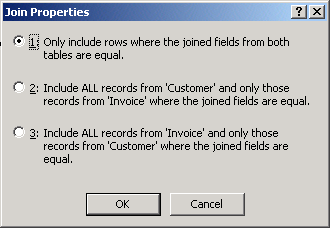 Join Properties
1: Only include rows where the joined fields from both
tables are equal.
2: Include ALL records from 'Customer' and only those
records from 'Invoice' where the joined fields are equal.
3: Include ALL records from 'Invoice' and only those
records from 'Customer' where the joined fields are
equal.
OK Cancel